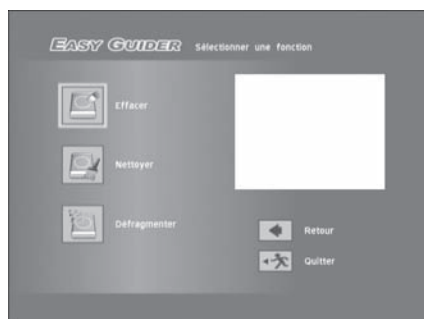 EASY GUIDER Sélectionner une fonction
Effacer
Nettoyer
Défragmenter
Retour
Quitter